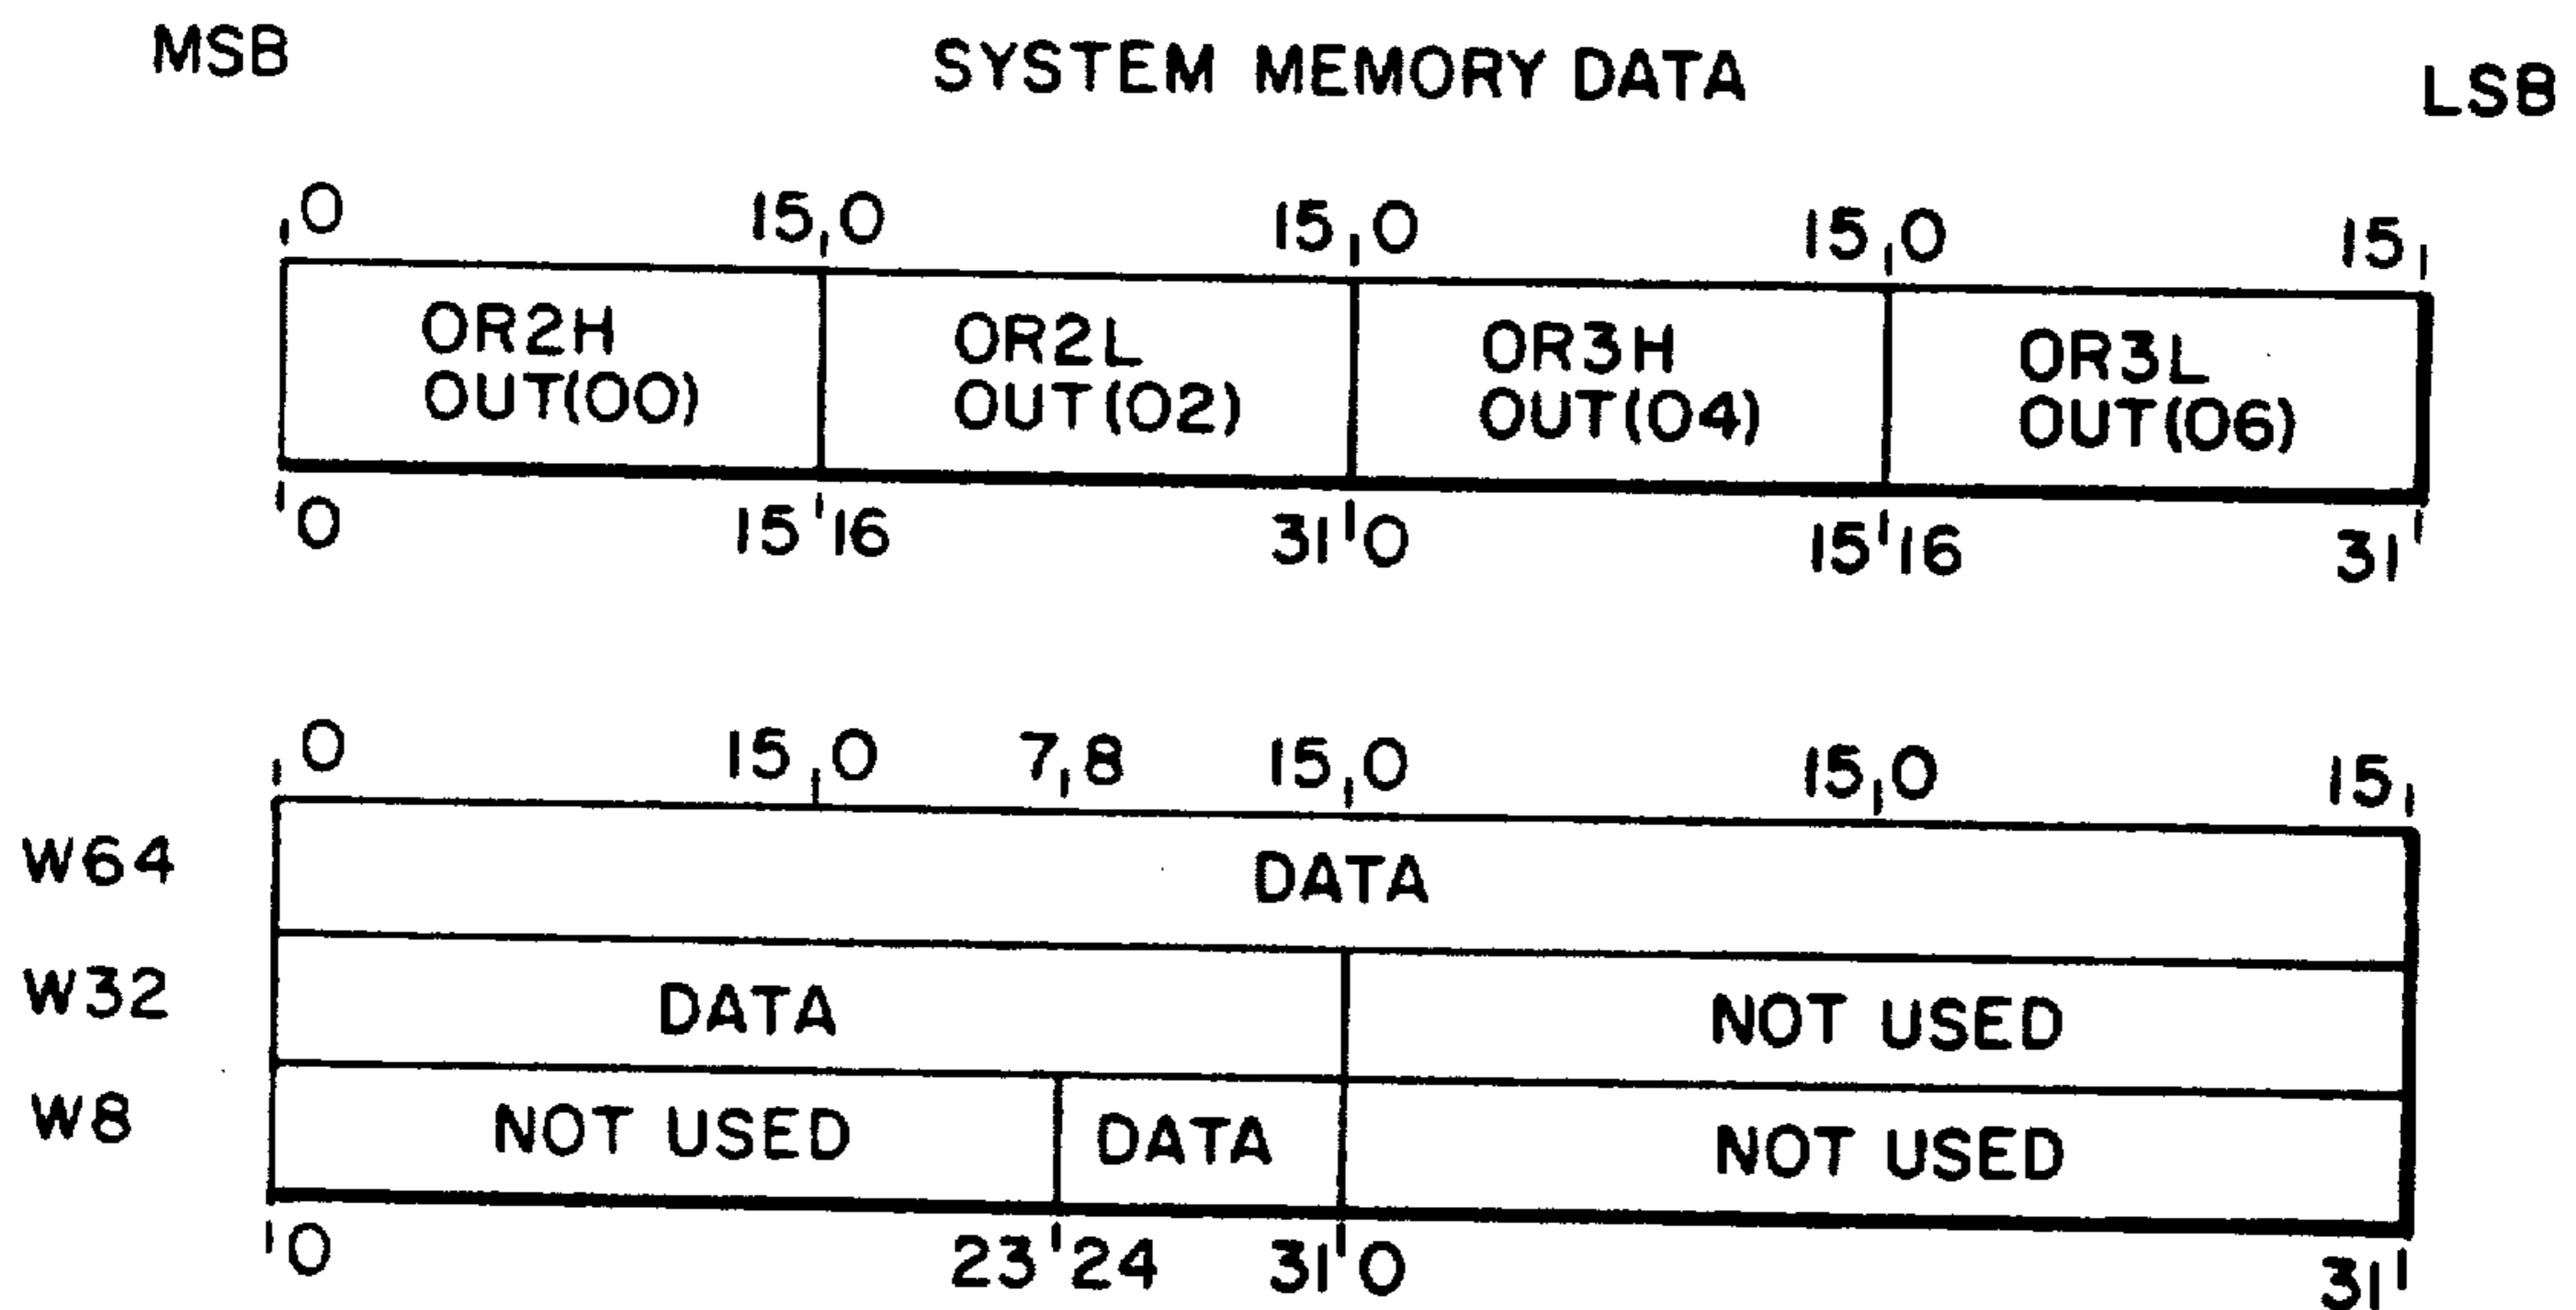 MSB SYSTEM MEMORY DATA LSB
0 15 0 15 0 15 0 15
OR2H OR2L OR3H OR3L
OUT(00) OUT(02) OUT(04) OUT(06)
0 15 16 31 0 15 16 31
0 15 0 7 8 15 0 15 0 15
W64 DATA
W32 DATA NOT USED
W8 NOT USED DATA NOT USED
0 23 24 31 0 31